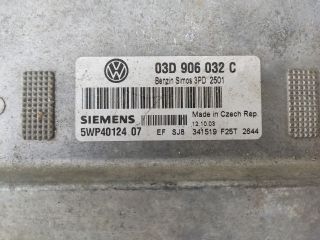 03D 906 032 C
Benzin Simos 3PD 2501
SIEMENS
Made in Czech Rep.
12.10.03
5WP40124 07
EF SJ8 341519 F25T 2644